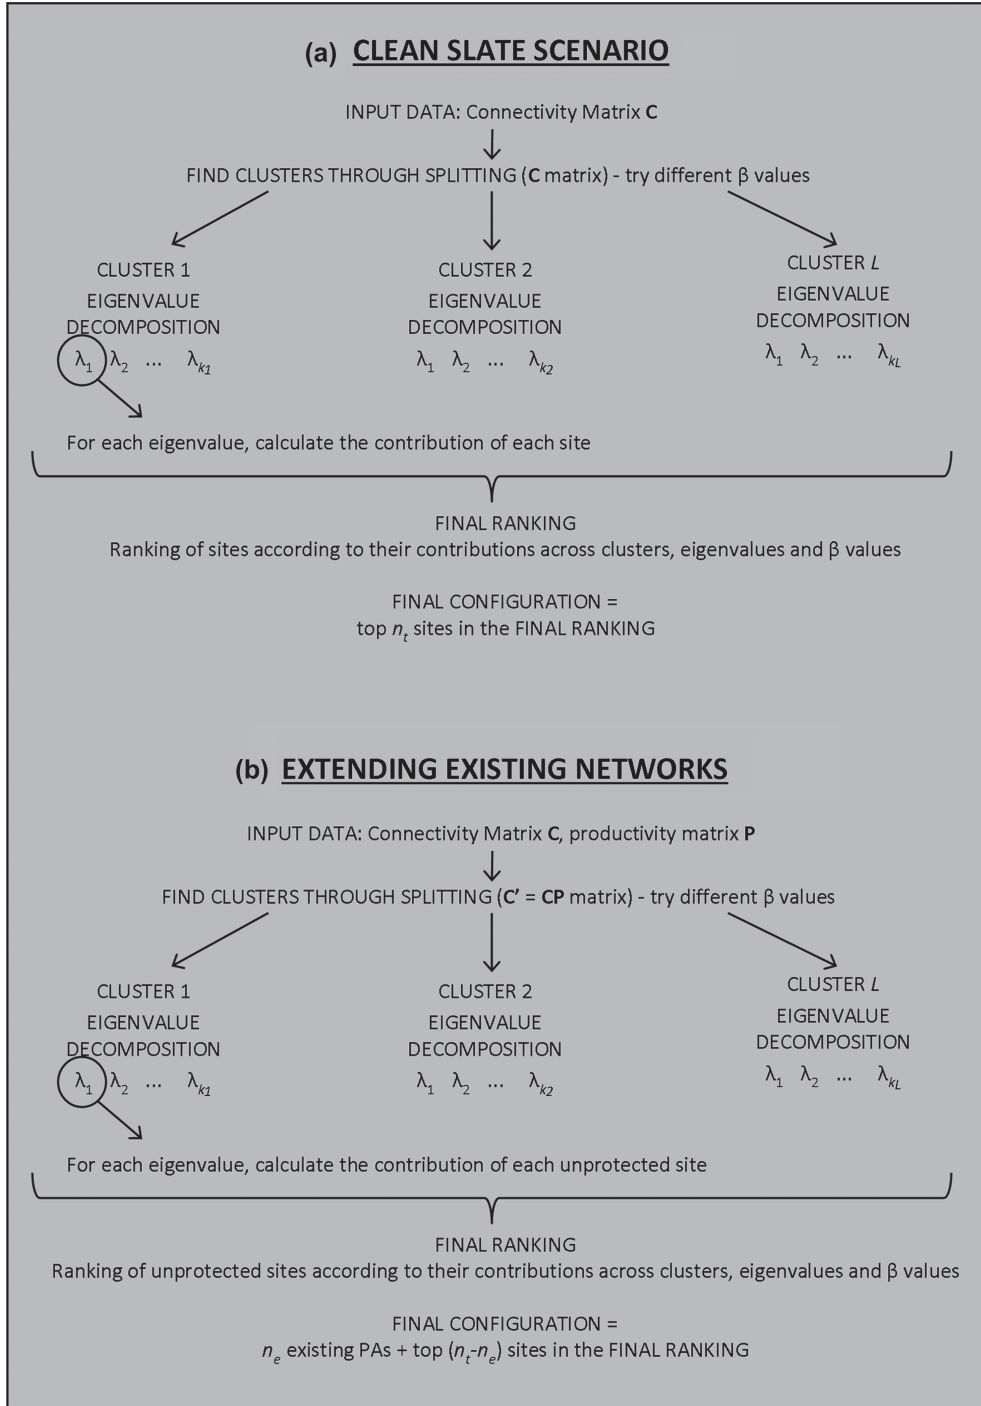 (a) CLEAN SLATE SCENARIO
INPUT DATA: Connectivity Matrix C
FIND CLUSTERS THROUGH SPLITTING (C matrix) - try different β values
CLUSTER 1
EIGENVALUE
DECOMPOSITION
λ1 λ2 ... λk1
CLUSTER 2
EIGENVALUE
DECOMPOSITION
λ1 λ2 ... λk2
CLUSTER L
EIGENVALUE
DECOMPOSITION
λ1 λ2 ... λkL
For each eigenvalue, calculate the contribution of each site
FINAL RANKING
Ranking of sites according to their contributions across clusters, eigenvalues and β values
FINAL CONFIGURATION =
top nt sites in the FINAL RANKING
(b) EXTENDING EXISTING NETWORKS
INPUT DATA: Connectivity Matrix C, productivity matrix P
FIND CLUSTERS THROUGH SPLITTING (C’ = CP matrix) - try different β values
CLUSTER 1
EIGENVALUE
DECOMPOSITION
λ1 λ2 ... λk1
CLUSTER 2
EIGENVALUE
DECOMPOSITION
λ1 λ2 ... λk2
CLUSTER L
EIGENVALUE
DECOMPOSITION
λ1 λ2 ... λkL
For each eigenvalue, calculate the contribution of each unprotected site
FINAL RANKING
Ranking of unprotected sites according to their contributions across clusters, eigenvalues and β values
FINAL CONFIGURATION =
ne existing PAs + top (nt-ne) sites in the FINAL RANKING